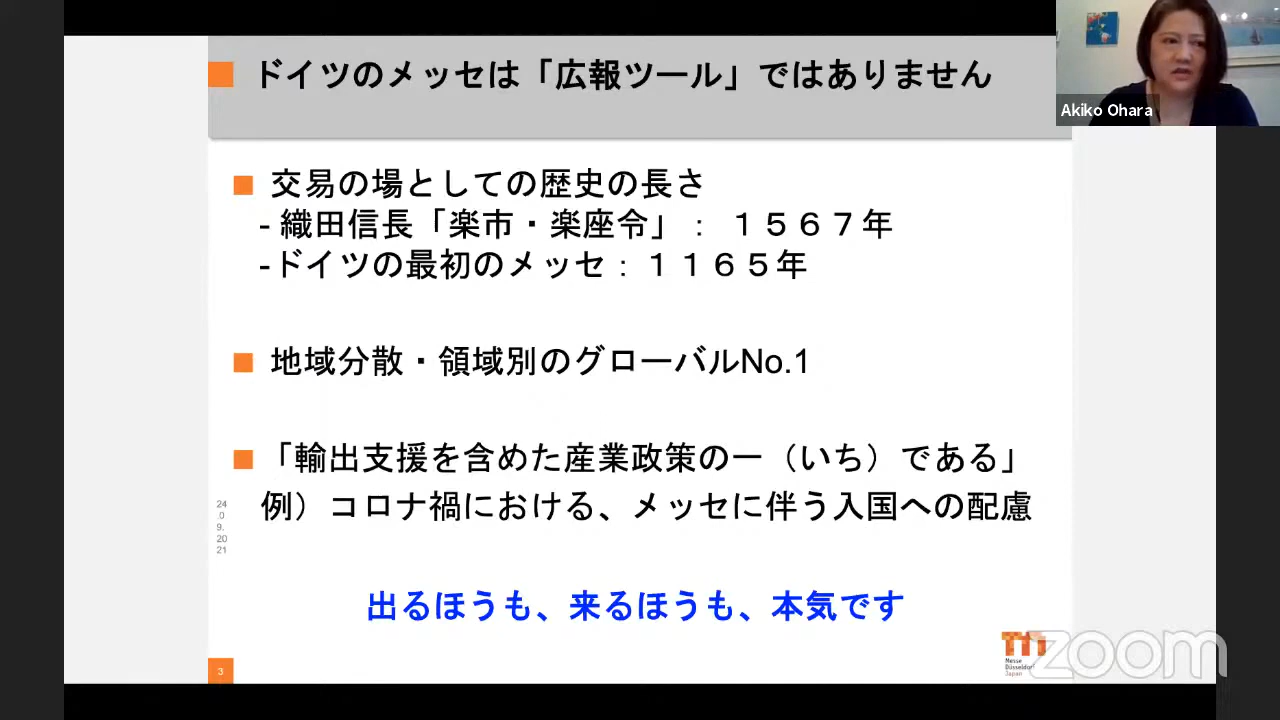 ドイツのメッセは「広報ツール」ではありません
Akiko Ohara
交易の場としての歴史の長さ
- 織田信長「楽市・楽座令」： １５６７年
-ドイツの最初のメッセ：１１６５年
地域分散・領域別のグローバルNo.1
「輸出支援を含めた産業政策の一（いち）である」
例）コロナ禍における、メッセに伴う入国への配慮
24
.0
9.
20
21
出るほうも、来るほうも、本気です
Messe
Düsseldorf
Japan
zoom
3